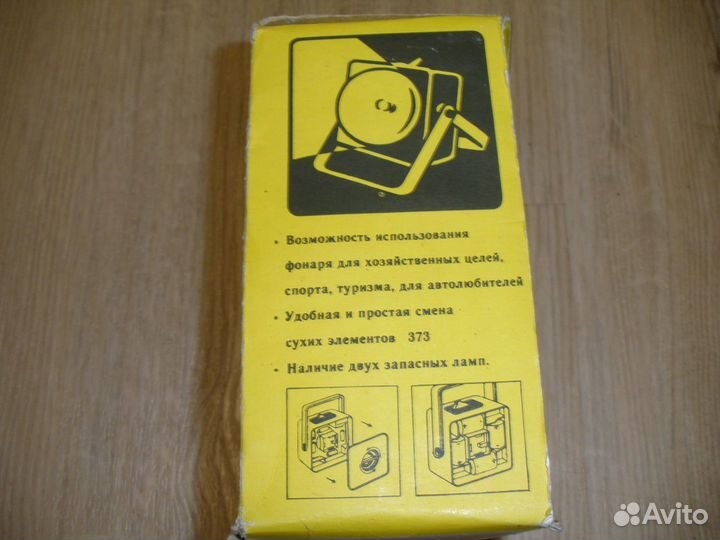 • Возможность использования
фонаря для хозяйственных целей,
спорта, туризма, для автолюбителей
• Удобная и простая смена
сухих элементов 373
• Наличие двух запасных ламп.
Avito